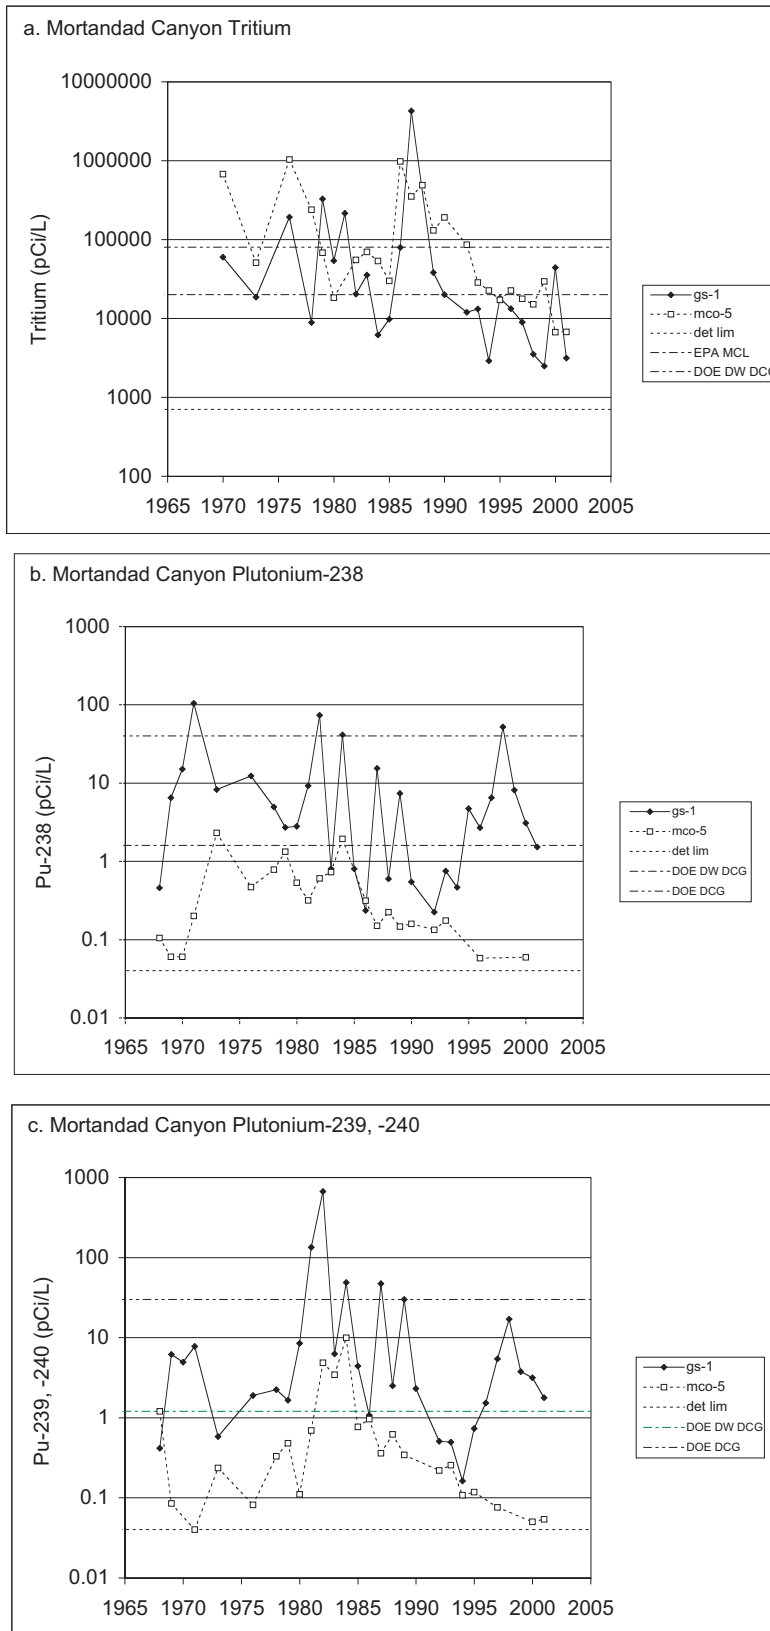 a. Mortandad Canyon Tritium
10000000
1000000
100000
10000
1000
100
Tritium (pCi/L)
1965 1970 1975 1980 1985 1990 1995 2000 2005
gs-1
mco-5
det lim
EPA MCL
DOE DW DCG
b. Mortandad Canyon Plutonium-238
1000
100
10
1
0.1
0.01
Pu-238 (pCi/L)
1965 1970 1975 1980 1985 1990 1995 2000 2005
gs-1
mco-5
det lim
DOE DW DCG
DOE DCG
c. Mortandad Canyon Plutonium-239, -240
1000
100
10
1
0.1
0.01
Pu-239, -240 (pCi/L)
1965 1970 1975 1980 1985 1990 1995 2000 2005
gs-1
mco-5
det lim
DOE DW DCG
DOE DCG